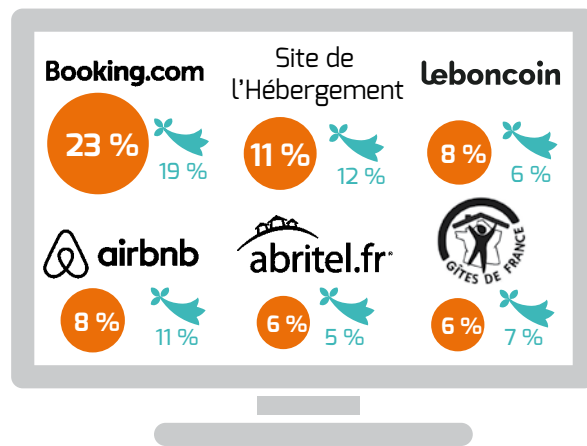 Booking.com
23 %
19 %
Site de
l'Hébergement
11 %
12 %
leboncoin
8 %
6 %
airbnb
8 %
11 %
abritel.fr
6 %
5 %
GÎTES DE FRANCE
6 %
7 %